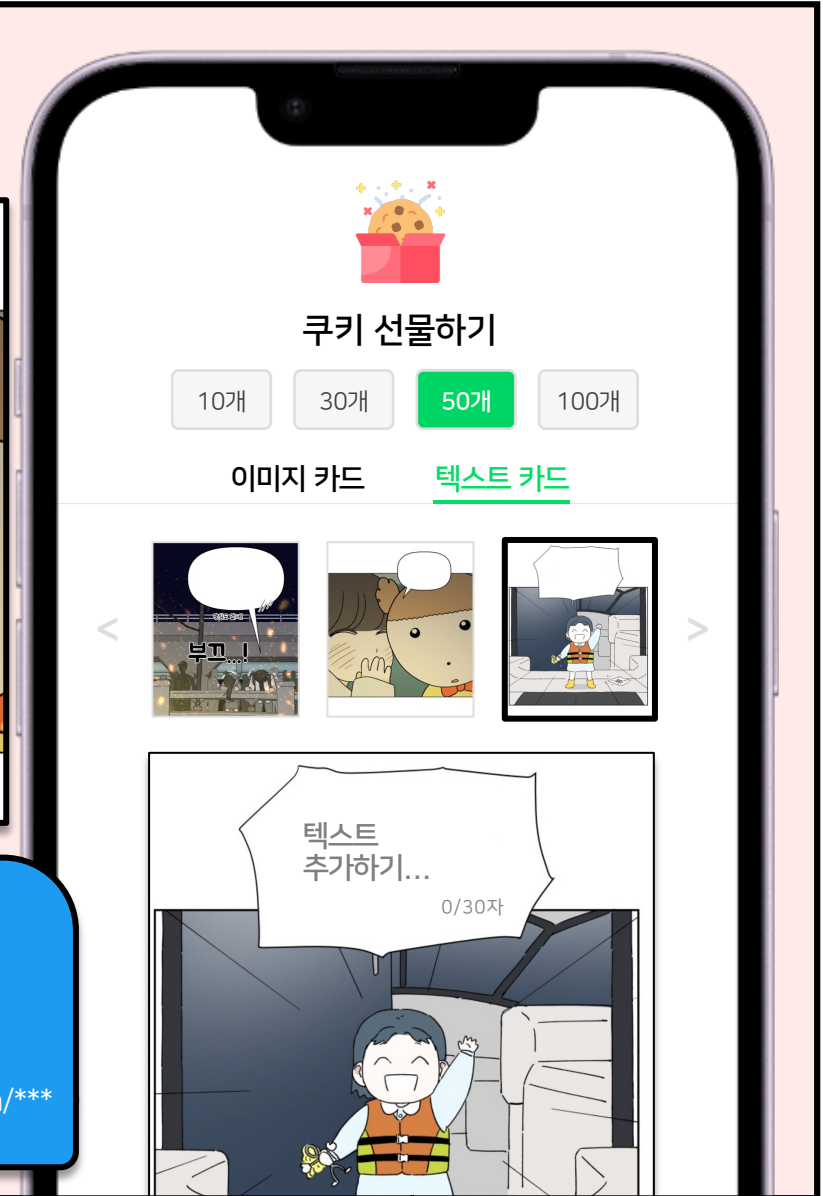 쿠키 선물하기
10개
30개
50개
100개
이미지 카드
텍스트 카드
<
부끄...!
>
텍스트
추가하기...
0/30자
/***